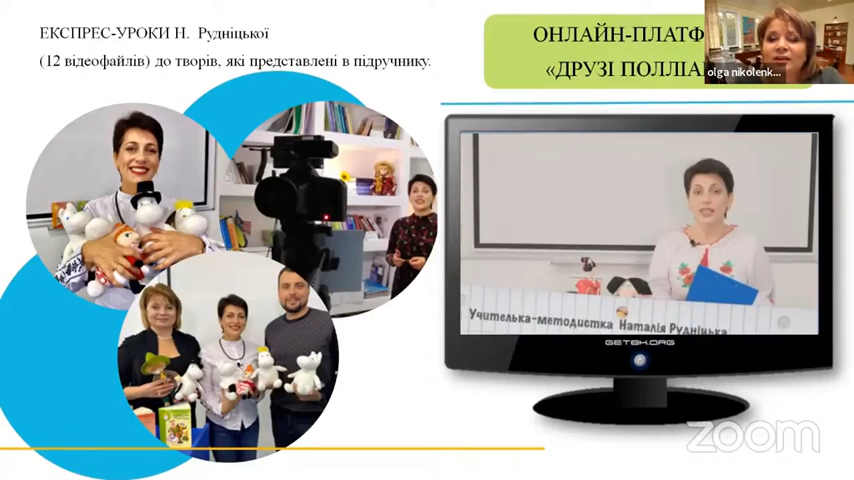 ЕКСПРЕС-УРОКИ Н. Рудніцької
(12 відеофайлів) до творів, які представлені в підручнику.
ОНЛАЙН-ПЛАТФ
«ДРУЗІ ПОЛЛІА
olga nikolenk...
Учителька-методистка Наталія Рудніцька
GETBK.ORG
zoom